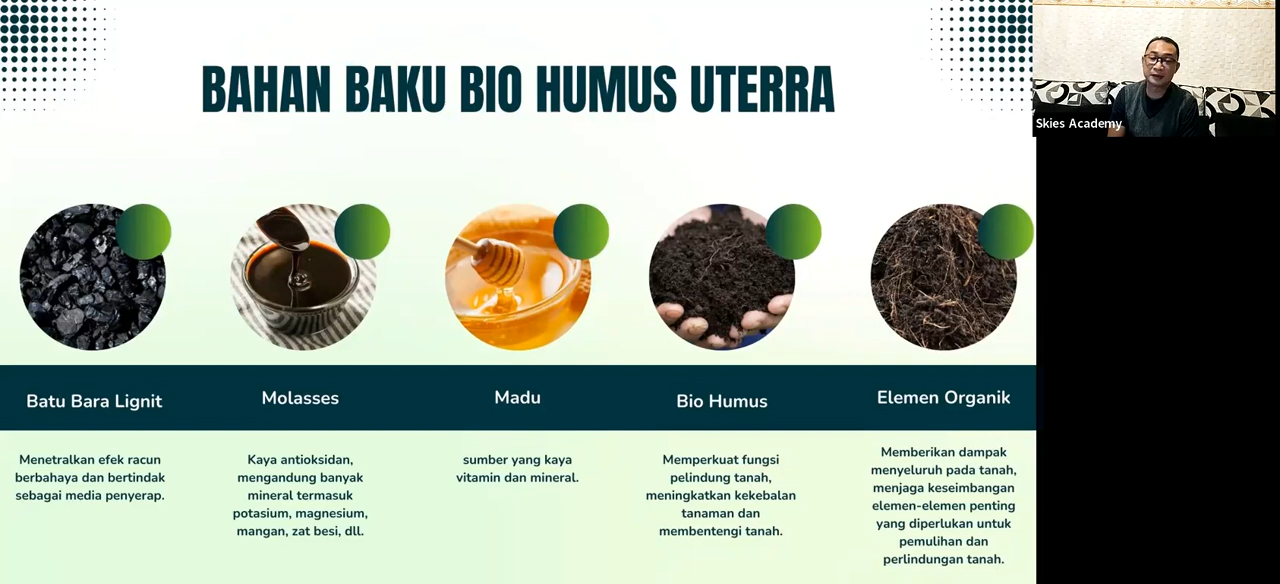 BAHAN BAKU BIO HUMUS UTERRA
Skies Academy
Batu Bara Lignit
Menetralkan efek racun
berbahaya dan bertindak
sebagai media penyerap.
Molasses
Kaya antioksidan,
mengandung banyak
mineral termasuk
potasium, magnesium,
mangan, zat besi, dll.
Madu
sumber yang kaya
vitamin dan mineral.
Bio Humus
Memperkuat fungsi
pelindung tanah,
meningkatkan kekebalan
tanaman dan
membentengi tanah.
Elemen Organik
Memberikan dampak
menyeluruh pada tanah,
menjaga keseimbangan
elemen-elemen penting
yang diperlukan untuk
pemulihan dan
perlindungan tanah.